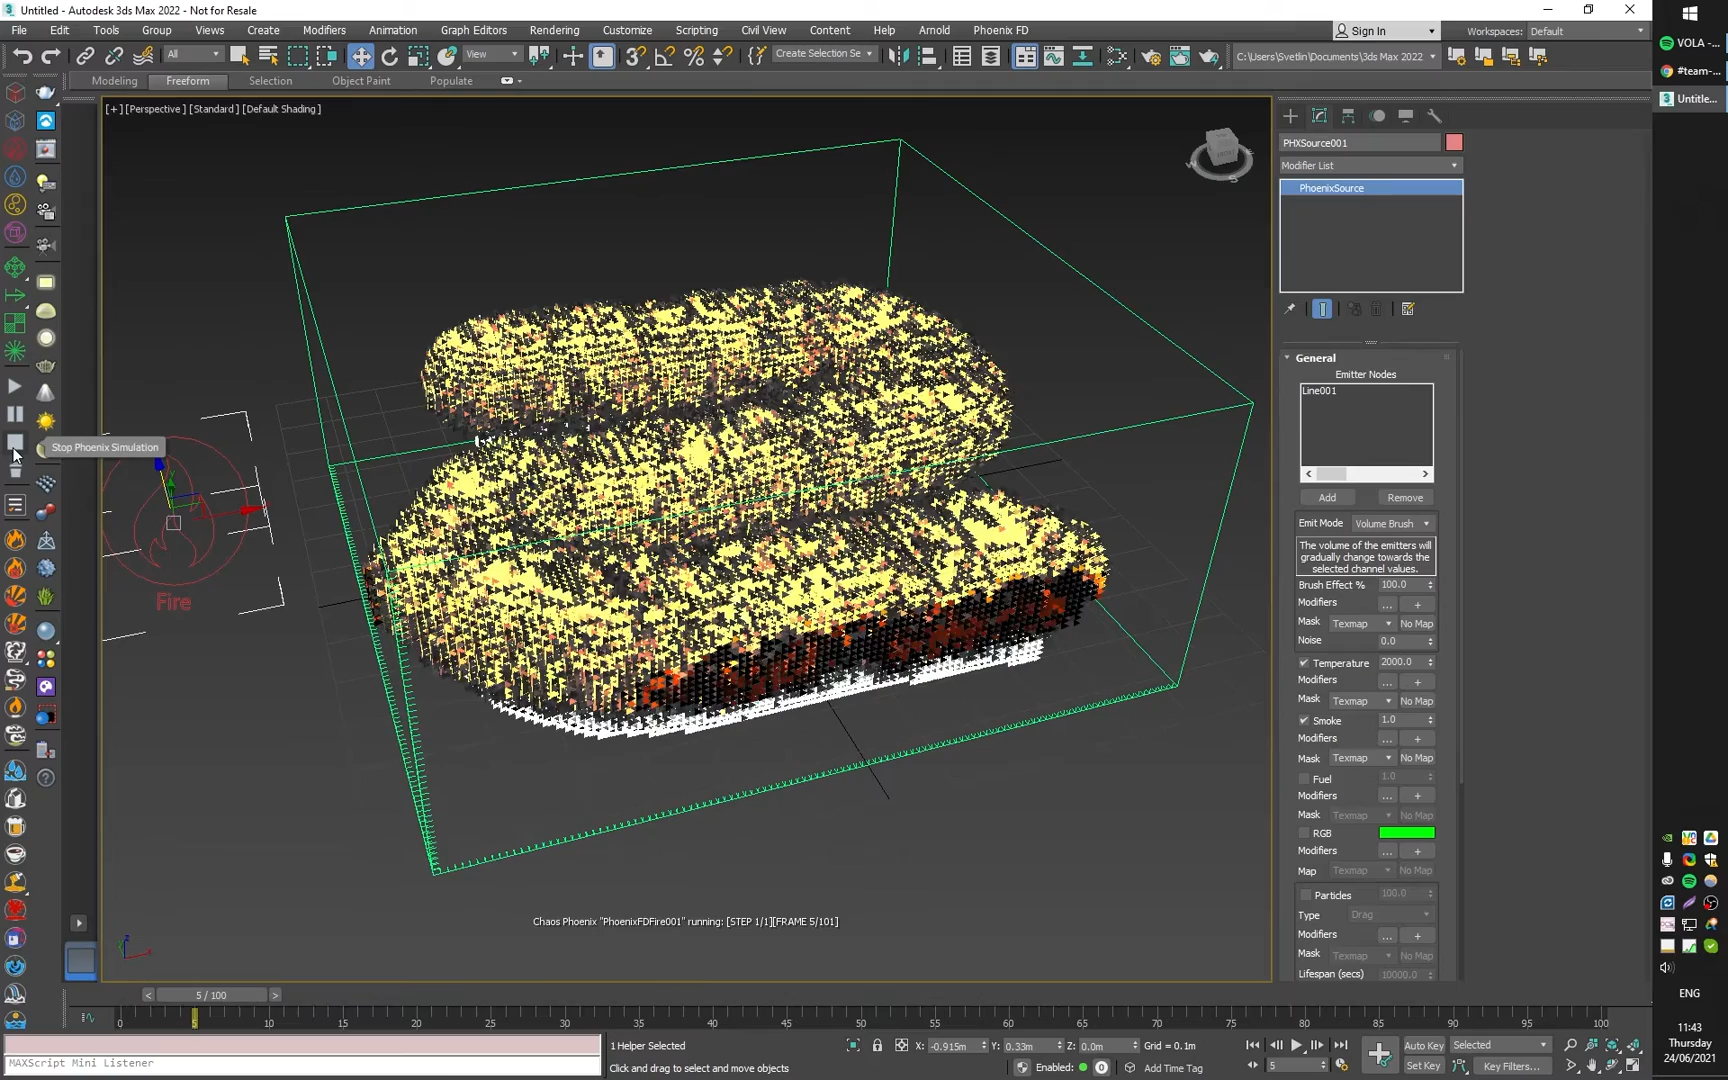 Untitled - Autodesk 3ds Max 2022 - Not for Resale
File Edit Tools Group Views Create Modifiers Animation Graph Editors Rendering Customize Scripting Civil View Content Help Arnold Phoenix FD
Sign In Workspaces: Default
All View Create Selection Se C:\Users\Svetlin\Documents\3ds Max 2022
Modeling Freeform Selection Object Paint Populate
[+] [Perspective] [Standard] [Default Shading]
VOLA -...
#team-...
Untitle...
PHXSource001
Modifier List
PhoenixSource
General
Emitter Nodes
Line001
Add Remove
Emit Mode Volume Brush
The volume of the emitters will
gradually change towards the
selected channel values.
Brush Effect % 100.0
Modifiers ... +
Mask Texmap No Map
Noise 0.0
Temperature 2000.0
Modifiers ... +
Mask Texmap No Map
Smoke 1.0
Modifiers ... +
Mask Texmap No Map
Fuel 1.0
Modifiers ... +
Mask Texmap No Map
RGB
Modifiers ... +
Map Texmap No Map
Particles 100.0
Type Drag
Modifiers ... +
Mask Texmap No Map
Lifespan (secs) 10000.0
Stop Phoenix Simulation
Fire
Chaos Phoenix "PhoenixFDFire001" running: [STEP 1/1][FRAME 5/101]
< 5 / 100 >
0 5 10 15 20 25 30 35 40 45 50 55 60 65 70 75 80 85 90 95 100
MAXScript Mini Listener
1 Helper Selected
Click and drag to select and move objects
X: -0.915m Y: 0.33m Z: 0.0m Grid = 0.1m
Enabled: 0 Add Time Tag
5
Auto Key Selected
Set Key Key Filters...
ENG
11:43
Thursday
24/06/2021